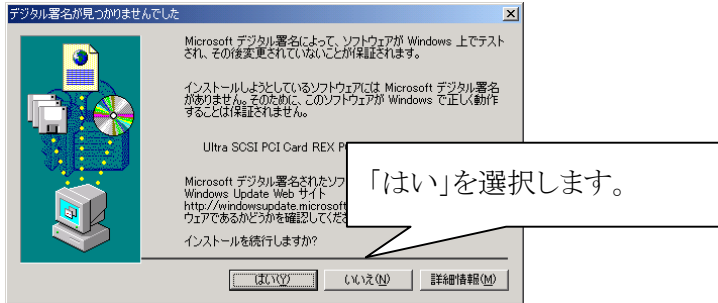 デジタル署名が見つかりませんでした
Microsoft デジタル署名によって、ソフトウェアが Windows 上でテスト
され、その後変更されていないことが保証されます。
インストールしようとしているソフトウェアには Microsoft デジタル署名
がありません。そのために、このソフトウェアが Windows で正しく動作
することは保証されません。
Ultra SCSI PCI Card REX
Microsoft デジタル署名されたソフ
Windows Update Web サイト
http://windowsupdate.microsoft
ウェアであるかどうかを確認してくだ
インストールを続行しますか?
「はい」を選択します。
はい(Y) いいえ(N) 詳細情報(M)